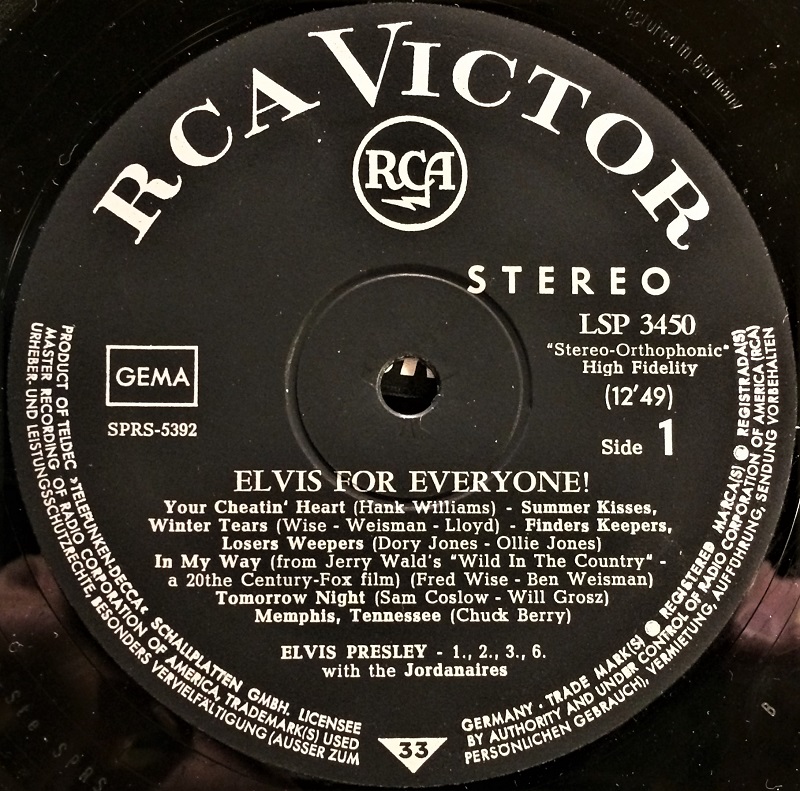 RCA VICTOR
RCA
STEREO
LSP 3450
"Stereo-Orthophonic"
High Fidelity
(12'49)
Side 1
GEMA
SPRS-5392
ELVIS FOR EVERYONE!
Your Cheatin' Heart (Hank Williams) - Summer Kisses,
Winter Tears (Wise - Weisman - Lloyd) - Finders Keepers,
Losers Weepers (Dory Jones - Ollie Jones)
In My Way (from Jerry Wald's "Wild In The Country" -
a 20the Century-Fox film) (Fred Wise - Ben Weisman)
Tomorrow Night (Sam Coslow - Will Grosz)
Memphis, Tennessee (Chuck Berry)
ELVIS PRESLEY - 1., 2., 3., 6.
with the Jordanaires
PRODUCT OF TELDEC »TELEFUNKEN-DECCA« SCHALLPLATTEN GMBH. LICENSEE
MASTER RECORDING OF RADIO CORPORATION OF AMERICA, TRADEMARK(S) USED
URHEBER- UND LEISTUNGSSCHUTZRECHTE, BESONDERS VERVIELFÄLTIGUNG (AUSSER ZUM
33
GERMANY · TRADE MARK(S) ® REGISTERED MARCA(S) ® REGISTRADA(S)
BY AUTHORITY AND UNDER CONTROL OF RADIO CORPORATION OF AMERICA (RCA)
PERSÖNLICHEN GEBRAUCH), VERMIETUNG, AUFFÜHRUNG, SENDUNG VORBEHALTEN
in Germany
SPRS
B